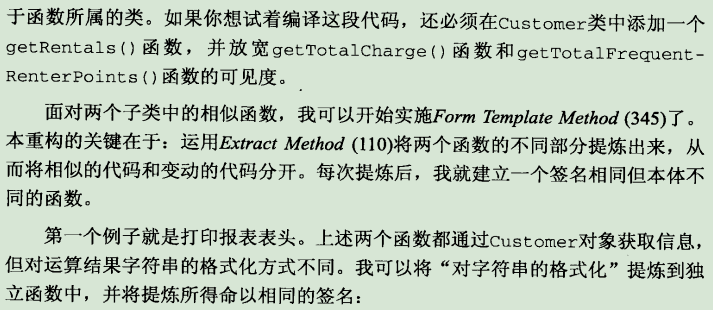 于函数所属的类。如果你想试着编译这段代码，还必须在Customer类中添加一个
getRentals()函数，并放宽getTotalCharge()函数和getTotalFrequent-
RenterPoints()函数的可见度。
面对两个子类中的相似函数，我可以开始实施Form Template Method (345)了。
本重构的关键在于：运用Extract Method (110)将两个函数的不同部分提炼出来，从
而将相似的代码和变动的代码分开。每次提炼后，我就建立一个签名相同但本体不
同的函数。
第一个例子就是打印报表表头。上述两个函数都通过Customer对象获取信息，
但对运算结果字符串的格式化方式不同。我可以将“对字符串的格式化”提炼到
独立函数中，并将提炼所得命以相同的签名：